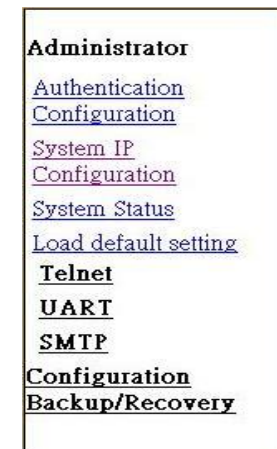 Administrator
Authentication
Configuration
System IP
Configuration
System Status
Load default setting
Telnet
UART
SMTP
Configuration
Backup/Recovery